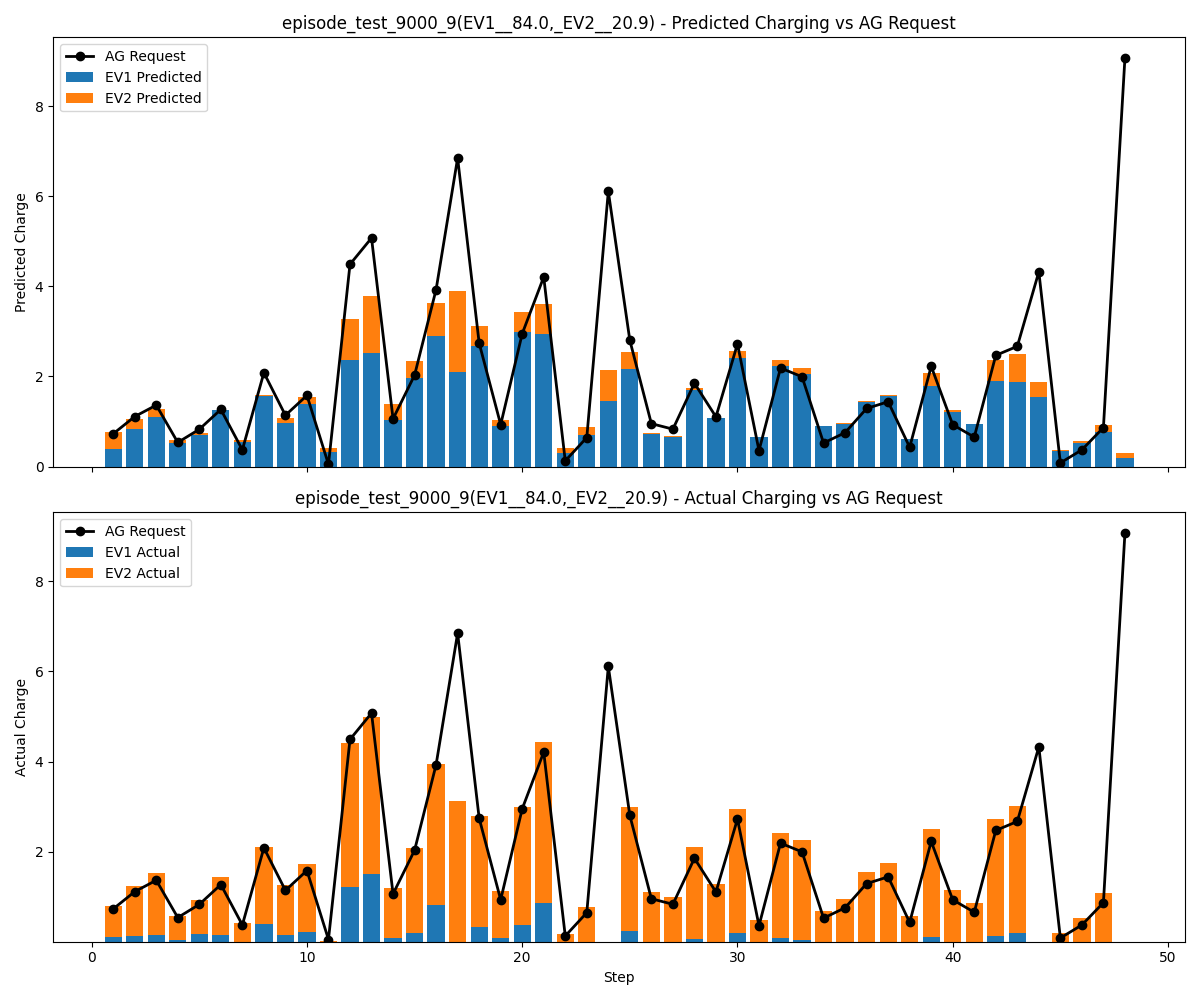 episode_test_9000_9(EV1__84.0,_EV2__20.9) - Predicted Charging vs AG Request
AG Request
EV1 Predicted
EV2 Predicted
Predicted Charge
8
6
4
2
0
episode_test_9000_9(EV1__84.0,_EV2__20.9) - Actual Charging vs AG Request
AG Request
EV1 Actual
EV2 Actual
Actual Charge
8
6
4
2
0 10 20 30 40 50
Step